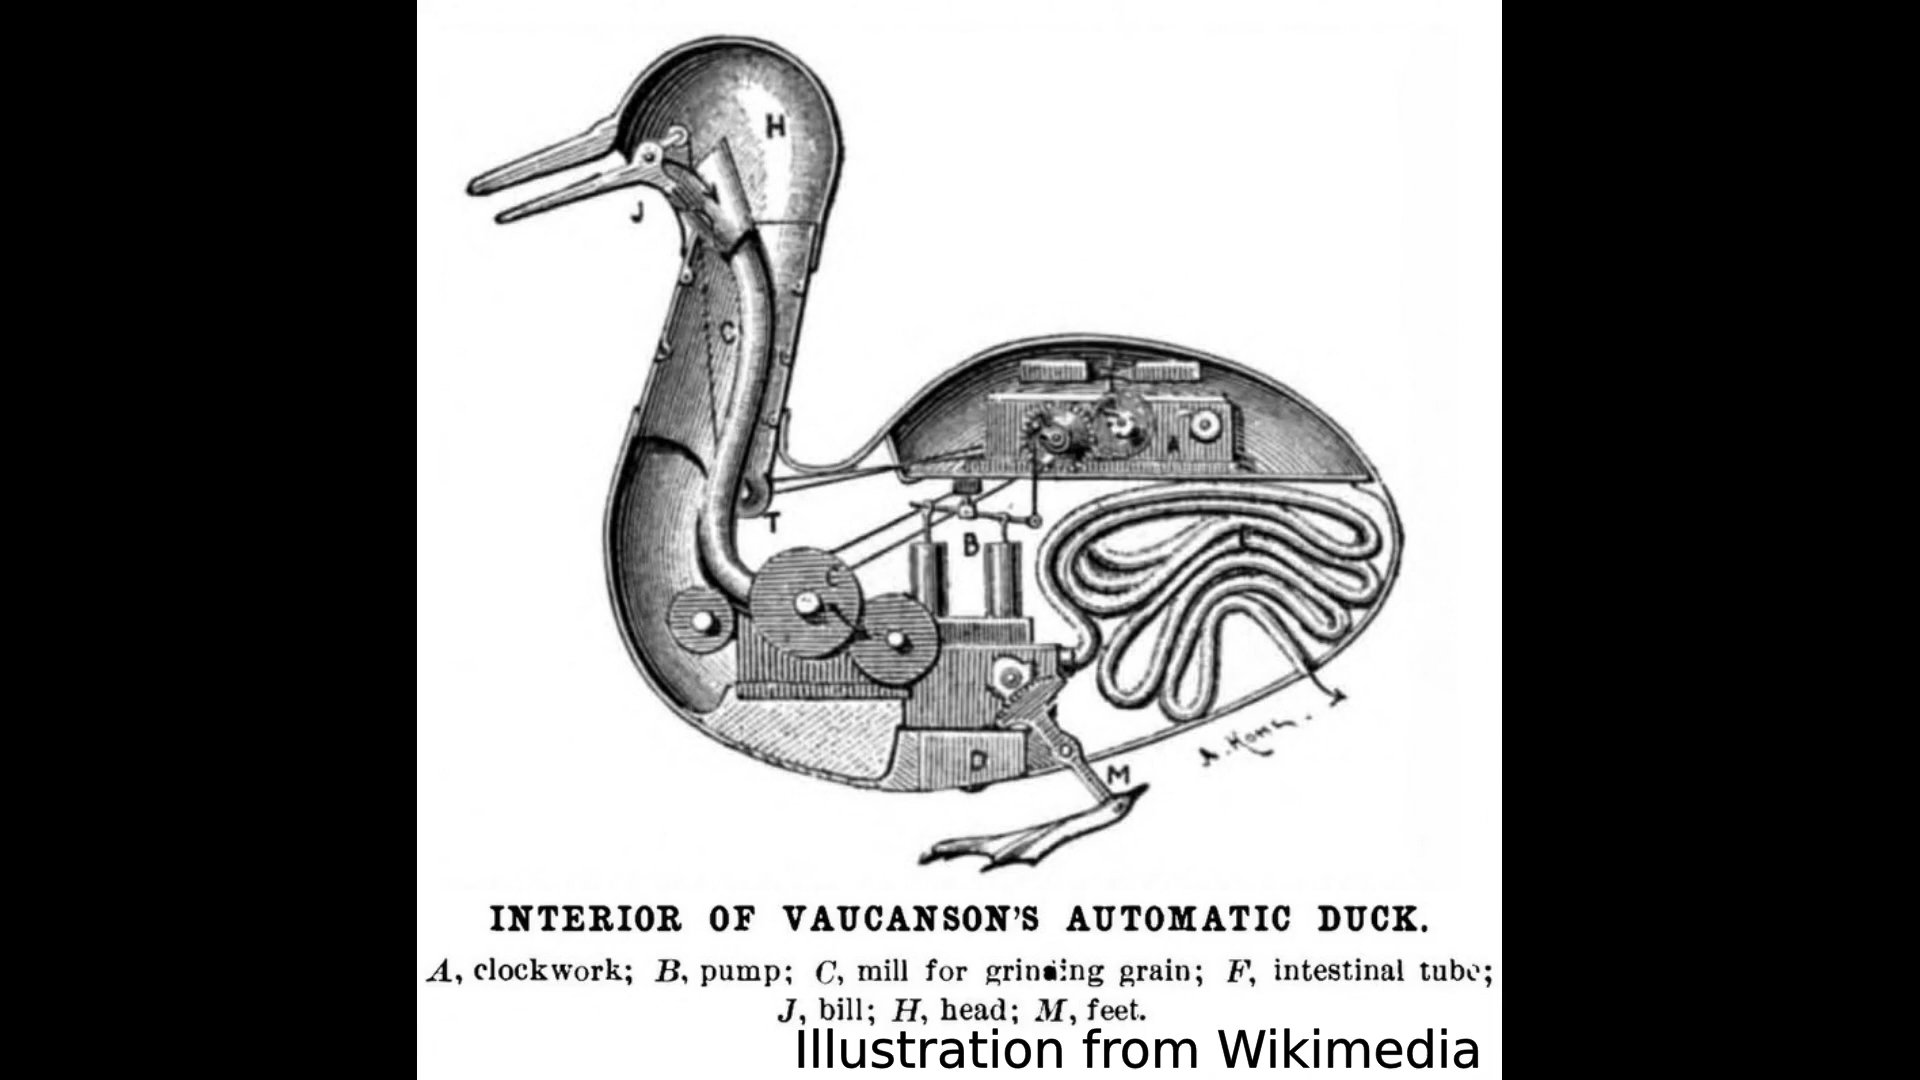 H
J
C
A
T
B
C
D
M
INTERIOR OF VAUCANSON'S AUTOMATIC DUCK.
A, clockwork; B, pump; C, mill for grinding grain; F, intestinal tube;
J, bill; H, head; M, feet.
Illustration from Wikimedia